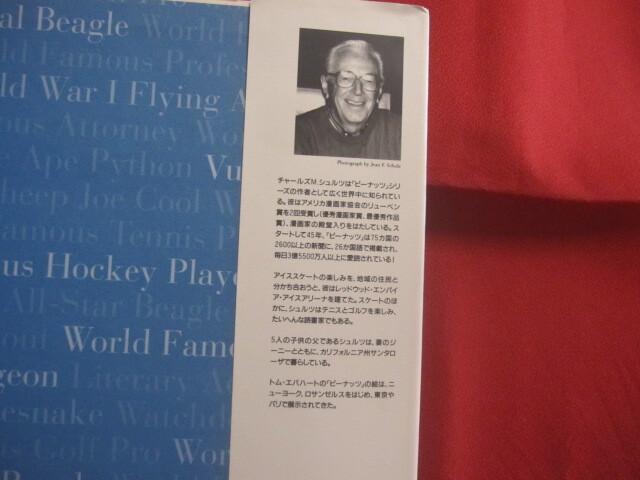 al Beagle World
ld Famous Profe
ld War I Flying A
ous Attorney Wo
Ape Python Vu
Cool W
Tennis P
us Hockey Playe
All-Star Beagle
World Fame
geon Literary A
lesnake Watchd
is Golf Pro Wor
Photograph by Jean F. Schulz
チャールズM.シュルツは「ピーナッツ」シリ
ーズの作者として広く世界中に知られてい
る。彼はアメリカ漫画家協会のリューベン
賞を2回受賞し(優秀漫画家賞、最優秀作品
賞)、漫画家の殿堂入りをはたしている。ス
タートして45年、「ピーナッツ」は75カ国の
2600以上の新聞に、26か国語で掲載され、
毎日3億5500万人以上に愛読されている!
アイススケートの楽しみを、地域の住民と
分かち合おうと、彼はレッドウッド・エンパイ
ア・アイスアリーナを建てた。スケートのほ
かに、シュルツはテニスとゴルフを楽しみ、
たいへんな読書家でもある。
5人の子供の父であるシュルツは、妻のジ
ーニーとともに、カリフォルニア州サンタロ
ーザで暮らしている。
トム・エバハートの「ピーナッツ」の絵は、ニ
ューヨーク、ロサンゼルスをはじめ、東京や
パリで展示されてきた。